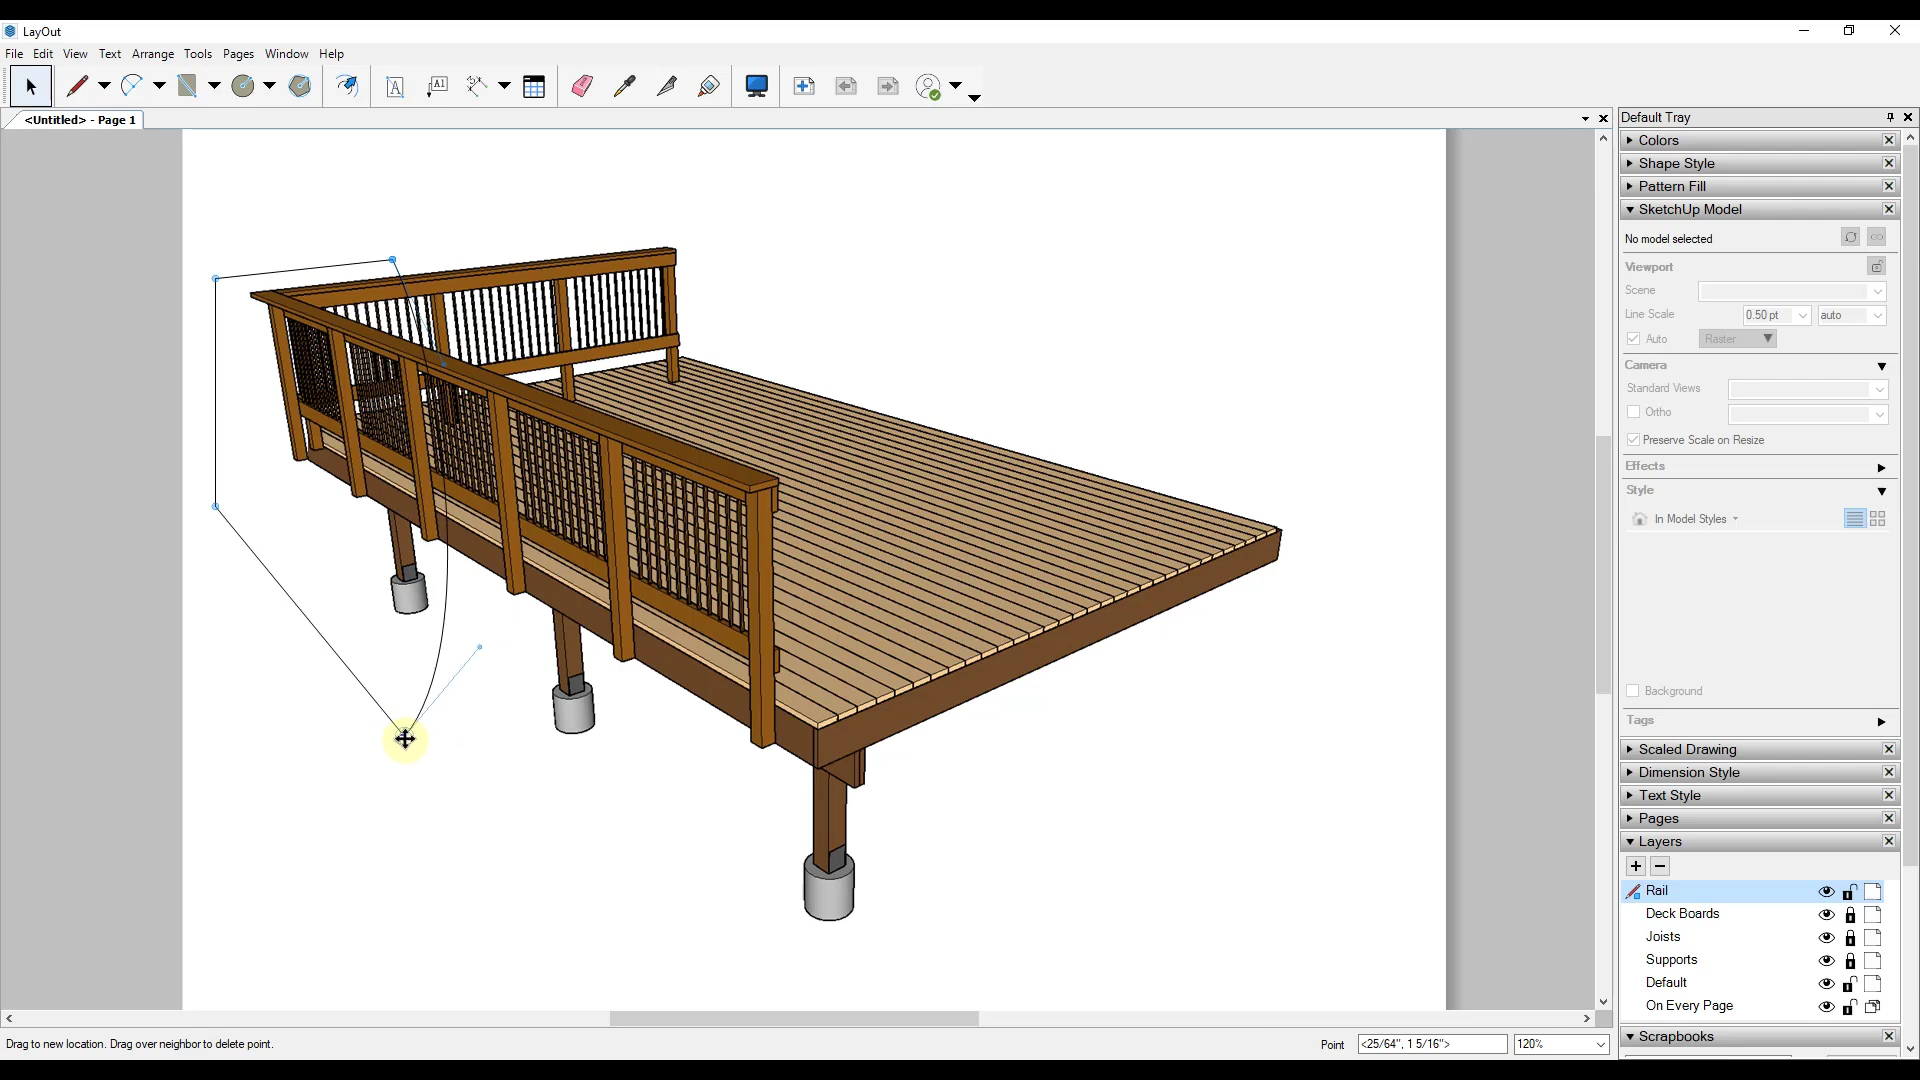 LayOut
File Edit View Text Arrange Tools Pages Window Help
A A1
<Untitled> - Page 1
Default Tray
Colors
Shape Style
Pattern Fill
SketchUp Model
No model selected
Viewport
Scene
Line Scale 0.50 pt auto
Auto Raster
Camera
Standard Views
Ortho
Preserve Scale on Resize
Effects
Style
In Model Styles
Background
Tags
Scaled Drawing
Dimension Style
Text Style
Pages
Layers
Rail
Deck Boards
Joists
Supports
Default
On Every Page
Scrapbooks
Drag to new location. Drag over neighbor to delete point. Point <25/64", 1 5/16"> 120%